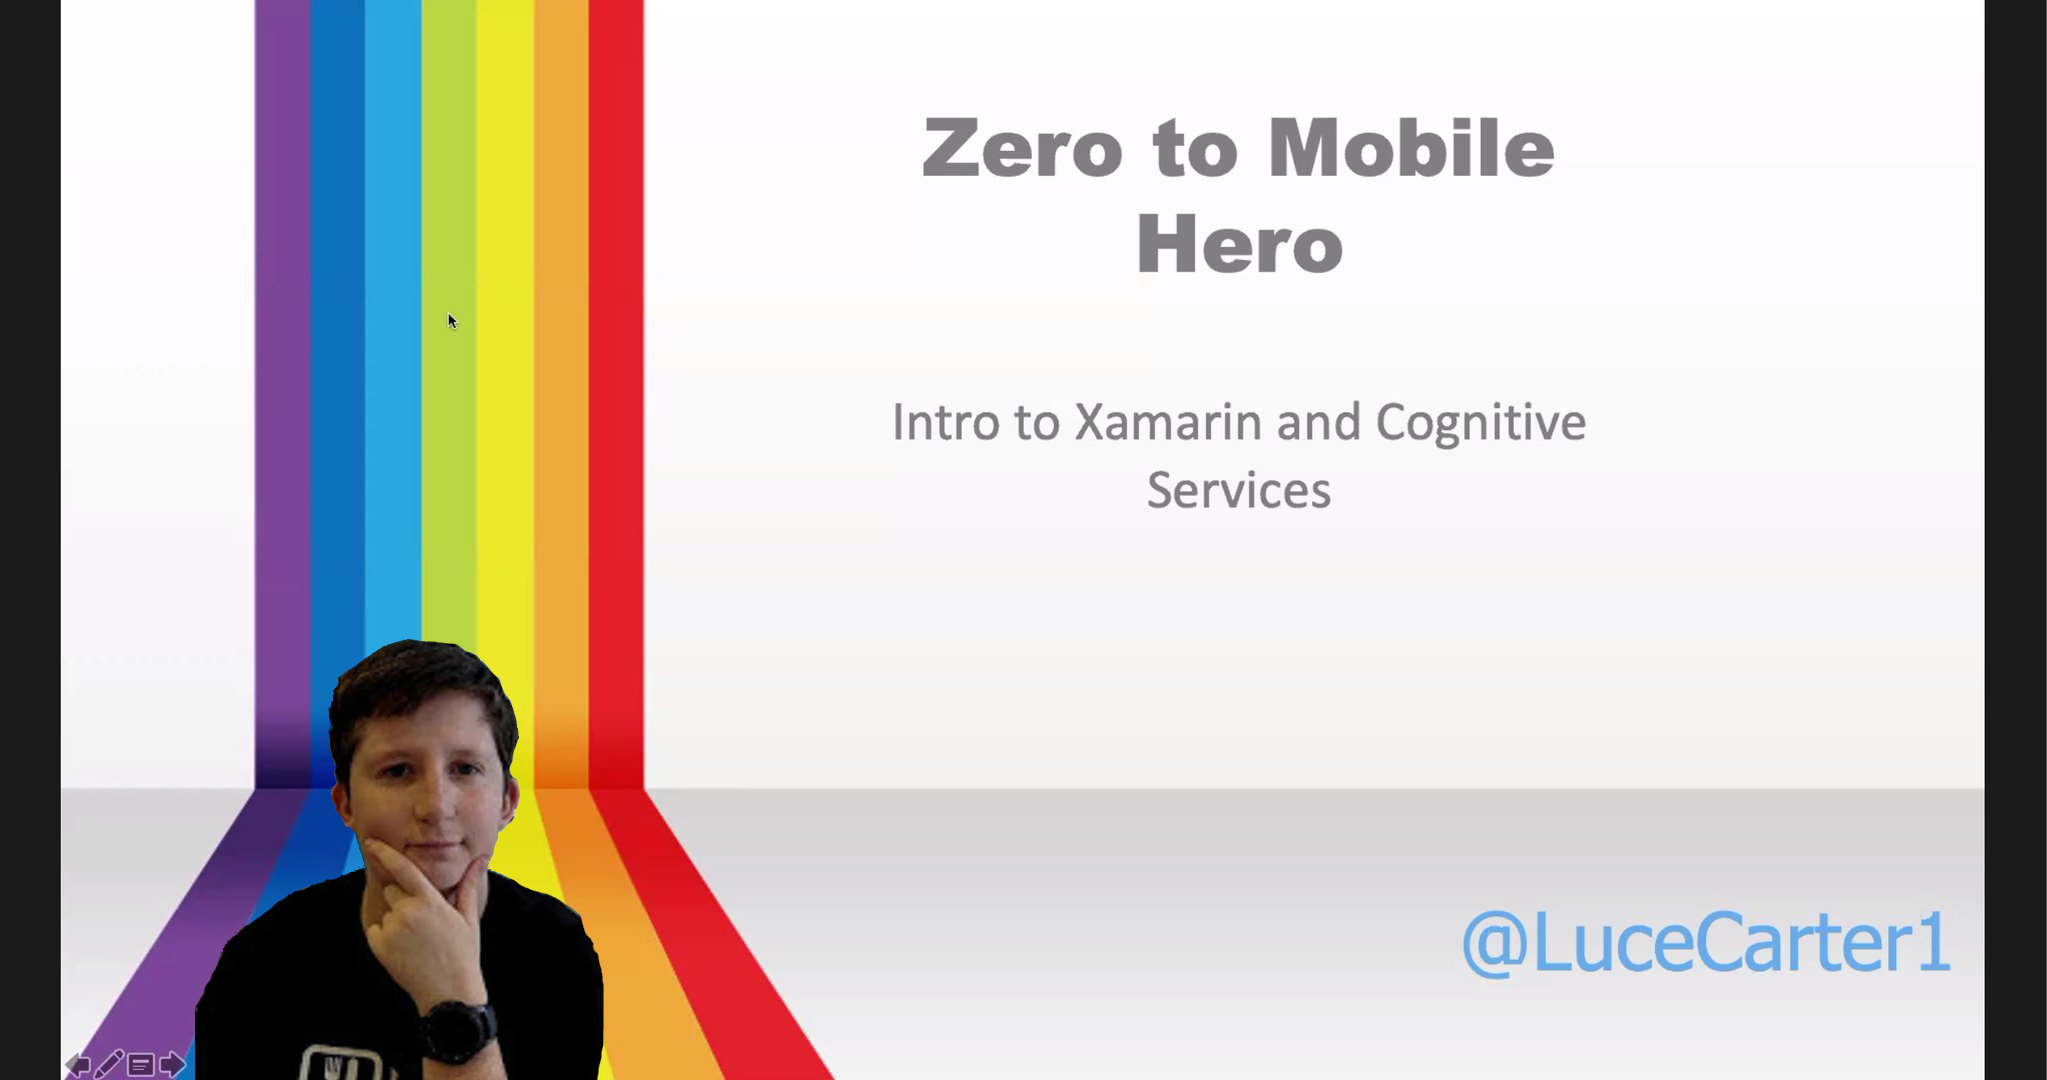 Zero to Mobile
Hero
Intro to Xamarin and Cognitive
Services
@LuceCarter1